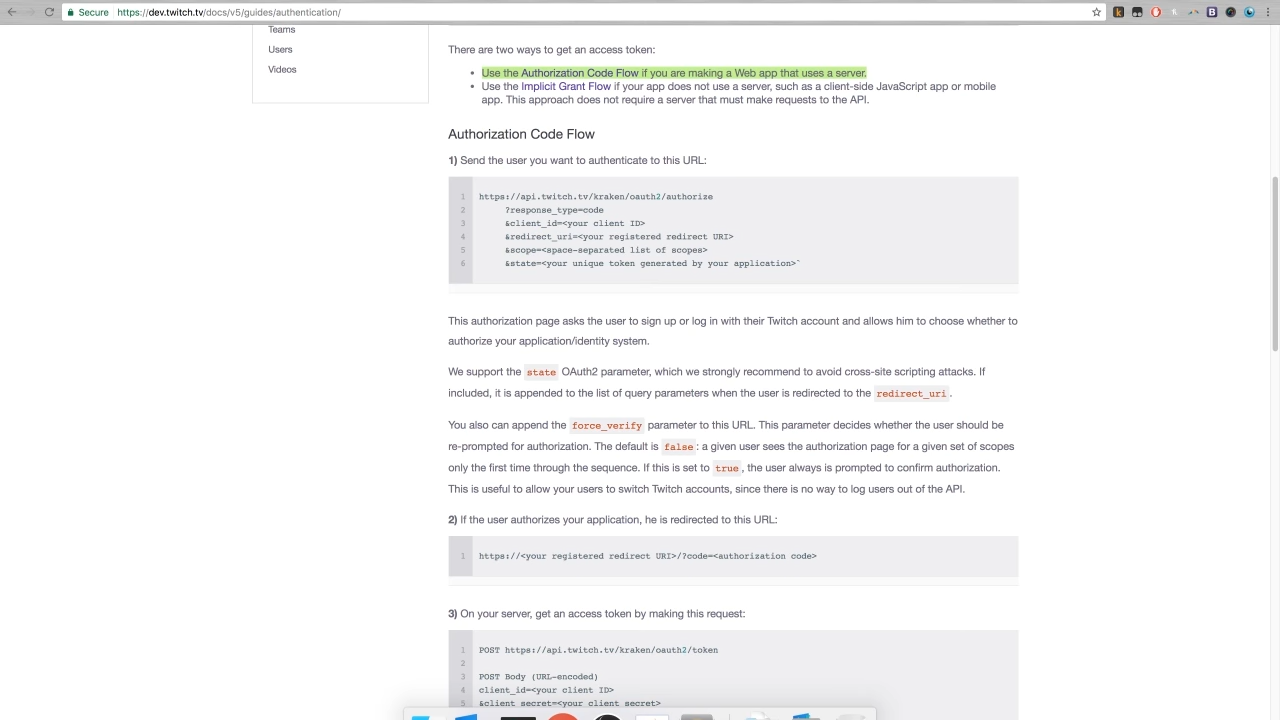 Secure https://dev.twitch.tv/docs/v5/guides/authentication/
Teams
Users
Videos
There are two ways to get an access token:
• Use the Authorization Code Flow if you are making a Web app that uses a server.
• Use the Implicit Grant Flow if your app does not use a server, such as a client-side JavaScript app or mobile
app. This approach does not require a server that must make requests to the API.
Authorization Code Flow
1) Send the user you want to authenticate to this URL:
1 https://api.twitch.tv/kraken/oauth2/authorize
2 ?response_type=code
3 &client_id=<your client ID>
4 &redirect_uri=<your registered redirect URI>
5 &scope=<space-separated list of scopes>
6 &state=<your unique token generated by your application>`
This authorization page asks the user to sign up or log in with their Twitch account and allows him to choose whether to
authorize your application/identity system.
We support the state OAuth2 parameter, which we strongly recommend to avoid cross-site scripting attacks. If
included, it is appended to the list of query parameters when the user is redirected to the redirect_uri.
You also can append the force_verify parameter to this URL. This parameter decides whether the user should be
re-prompted for authorization. The default is false: a given user sees the authorization page for a given set of scopes
only the first time through the sequence. If this is set to true, the user always is prompted to confirm authorization.
This is useful to allow your users to switch Twitch accounts, since there is no way to log users out of the API.
2) If the user authorizes your application, he is redirected to this URL:
1 https://<your registered redirect URI>/?code=<authorization code>
3) On your server, get an access token by making this request:
1 POST https://api.twitch.tv/kraken/oauth2/token
2
3 POST Body (URL-encoded)
4 client_id=<your client ID>
5 &client_secret=<your client secret>